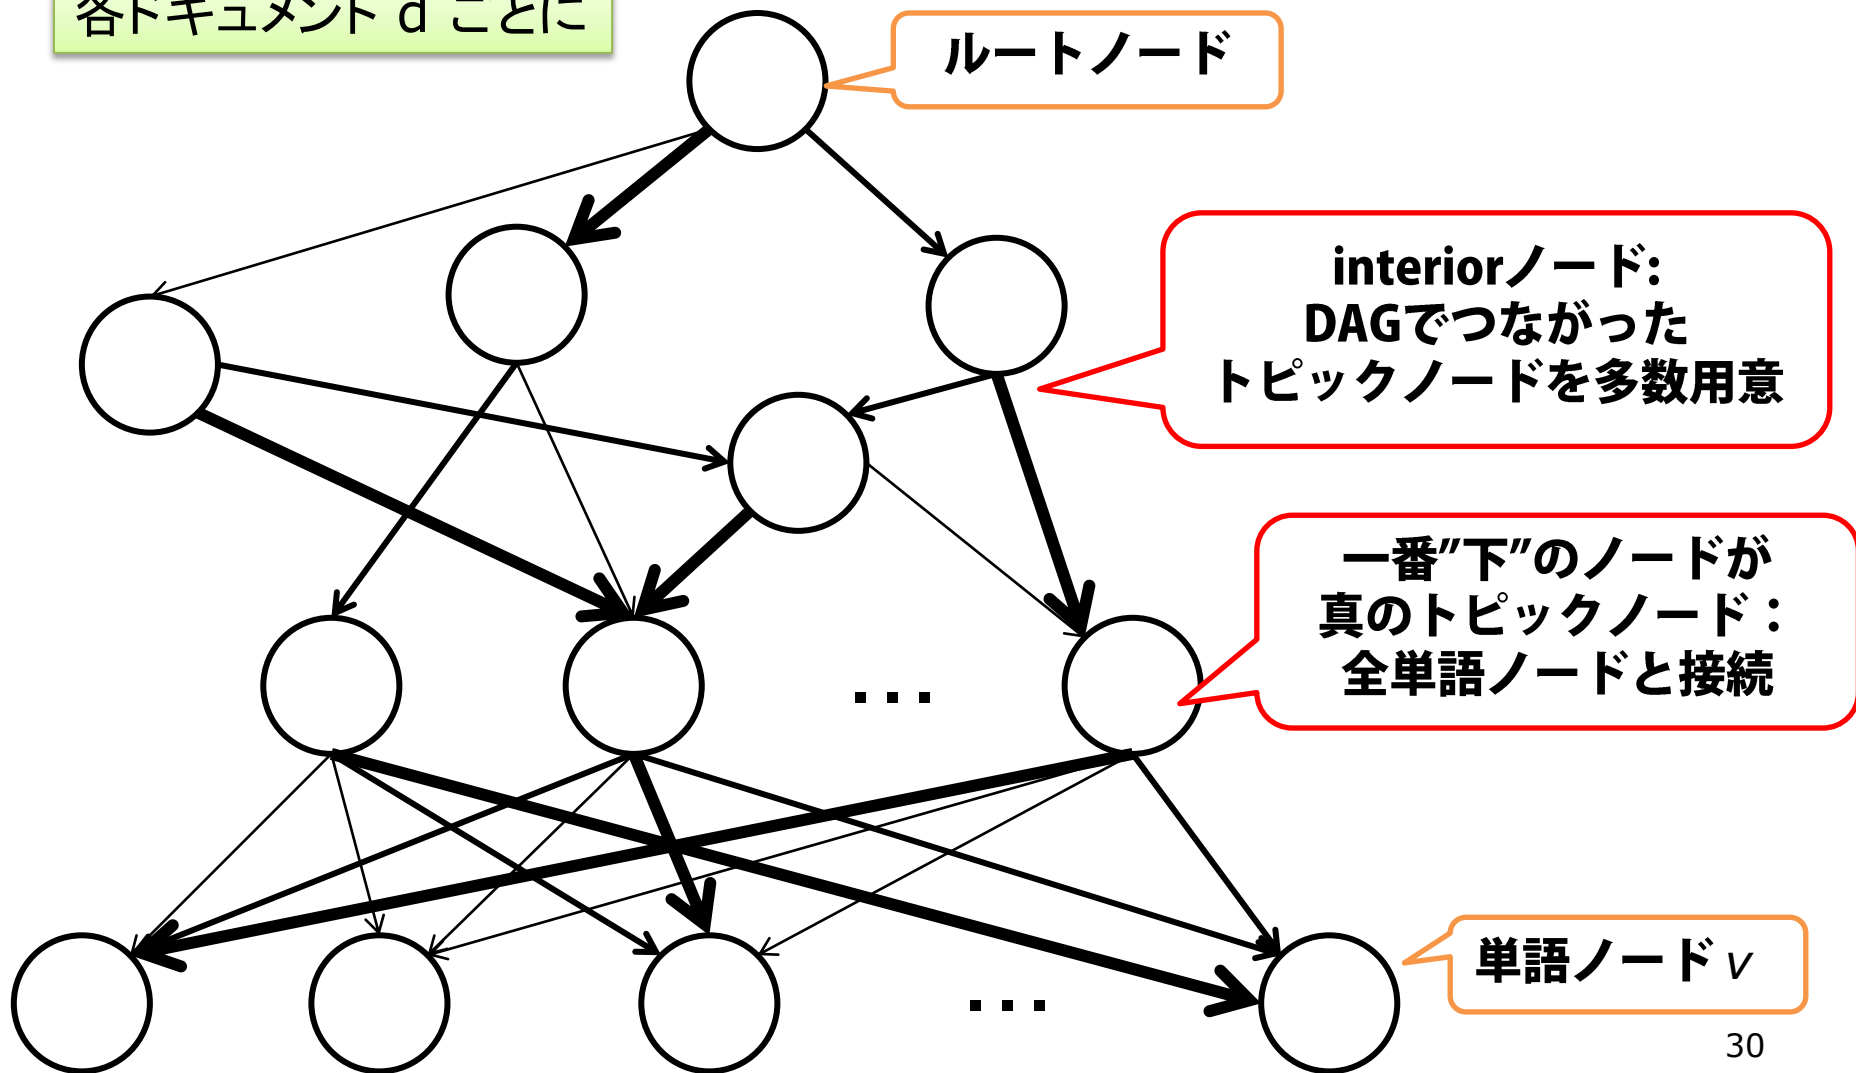 各ドキュメント d ごとに
ルートノード
interiorノード:
DAGでつながった
トピックノードを多数用意
一番”下”のノードが
真のトピックノード：
全単語ノードと接続
...
単語ノード v
...
30